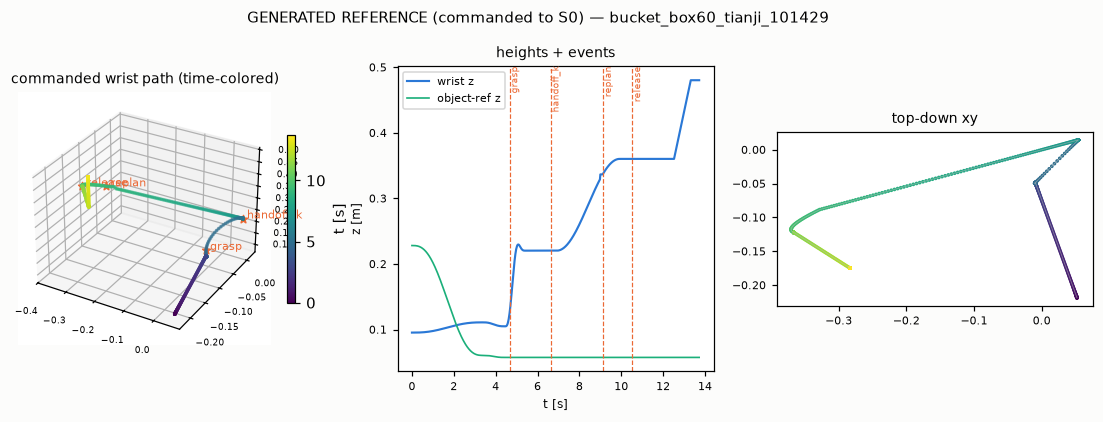 GENERATED REFERENCE (commanded to S0) — bucket_box60_tianji_101429
commanded wrist path (time-colored)
grasp
−0.4
−0.3
−0.2
−0.1
0.0
−0.20
−0.15
−0.10
−0.05
0.00
10
5
0
t [s]
heights + events
wrist z
object-ref z
grasp
replan
release
z [m]
0.5
0.4
0.3
0.2
0.1
0 2 4 6 8 10 12 14
t [s]
top-down xy
0.00
−0.05
−0.10
−0.15
−0.20
−0.3 −0.2 −0.1 0.0